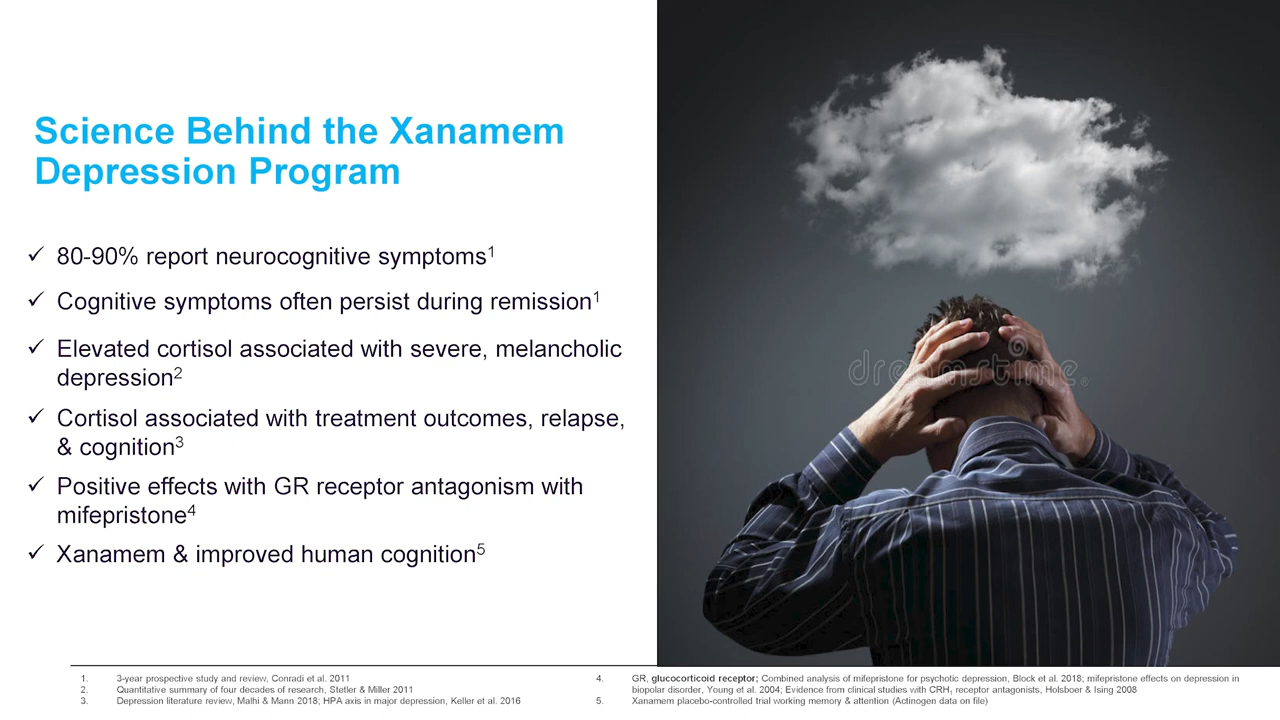 Science Behind the Xanamem
Depression Program
✓ 80-90% report neurocognitive symptoms1
✓ Cognitive symptoms often persist during remission1
✓ Elevated cortisol associated with severe, melancholic
depression2
✓ Cortisol associated with treatment outcomes, relapse,
& cognition3
✓ Positive effects with GR receptor antagonism with
mifepristone4
✓ Xanamem & improved human cognition5
dreamstime.
1. 3-year prospective study and review, Conradi et al. 2011
2. Quantitative summary of four decades of research, Stetler & Miller 2011
3. Depression literature review, Malhi & Mann 2018; HPA axis in major depression, Keller et al. 2016
4. GR, glucocorticoid receptor; Combined analysis of mifepristone for psychotic depression, Block et al. 2018; mifepristone effects on depression in
biopolar disorder, Young et al. 2004; Evidence from clinical studies with CRH1 receptor antagonists, Holsboer & Ising 2008
5. Xanamem placebo-controlled trial working memory & attention (Actinogen data on file)